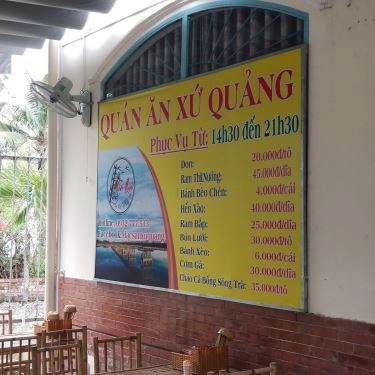 QUÁN ĂN XỨ QUẢNG
Phục Vụ Từ: 14h30 đến 21h30
Don: 20.000đ/tô
Ram Thịt Nướng: 45.000đ/dĩa
Bánh Bèo Chén: 4.000đ/cái
Hến Xào: 40.000đ/dĩa
Ram Bắp: 25.000đ/dĩa
Bún Lươi: 30.000đ/tô
Bánh Xèo: 6.000đ/cái
Cơm Gà: 30.000đ/dĩa
Cháo Cá Bống Sông Trà: 35.000đ/tô